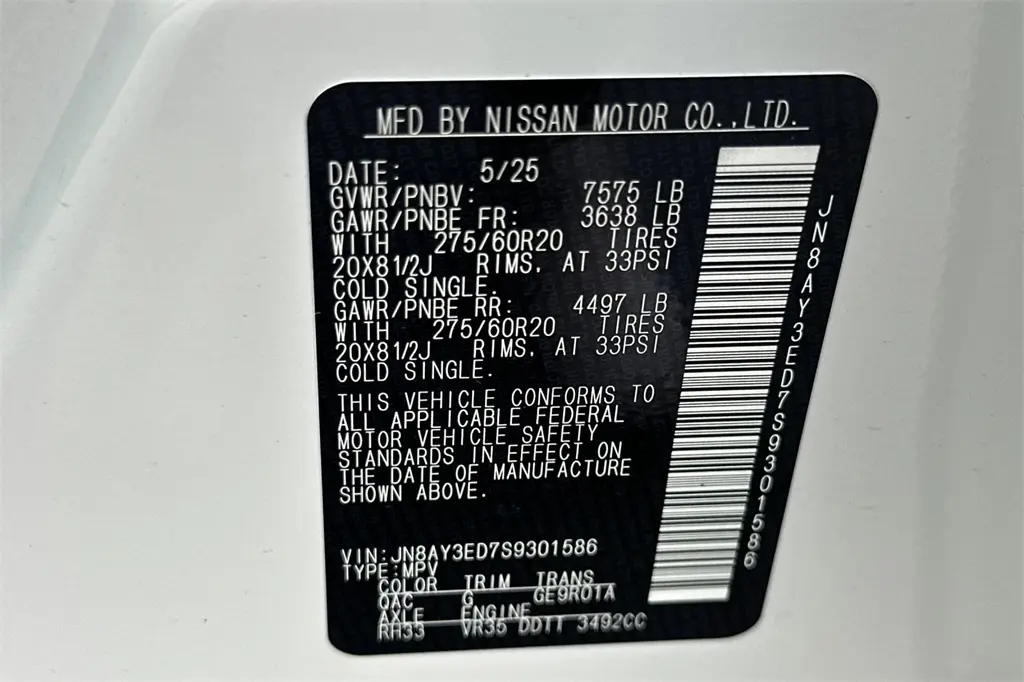 MFD BY NISSAN MOTOR CO.,LTD.
DATE: 5/25
GVWR/PNBV: 7575 LB
GAWR/PNBE FR: 3638 LB
WITH 275/60R20 TIRES
20X81/2J RIMS, AT 33PSI
COLD SINGLE.
GAWR/PNBE RR: 4497 LB
WITH 275/60R20 TIRES
20X81/2J RIMS, AT 33PSI
COLD SINGLE.
THIS VEHICLE CONFORMS TO
ALL APPLICABLE FEDERAL
MOTOR VEHICLE SAFETY
STANDARDS IN EFFECT ON
THE DATE OF MANUFACTURE
SHOWN ABOVE.
VIN:JN8AY3ED7S9301586
TYPE:MPV
COLOR TRIM TRANS
QAC G GE9R01A
AXLE ENGINE
RH33 VR35 DDTT 3492CC
JN8AY3ED7S9301586